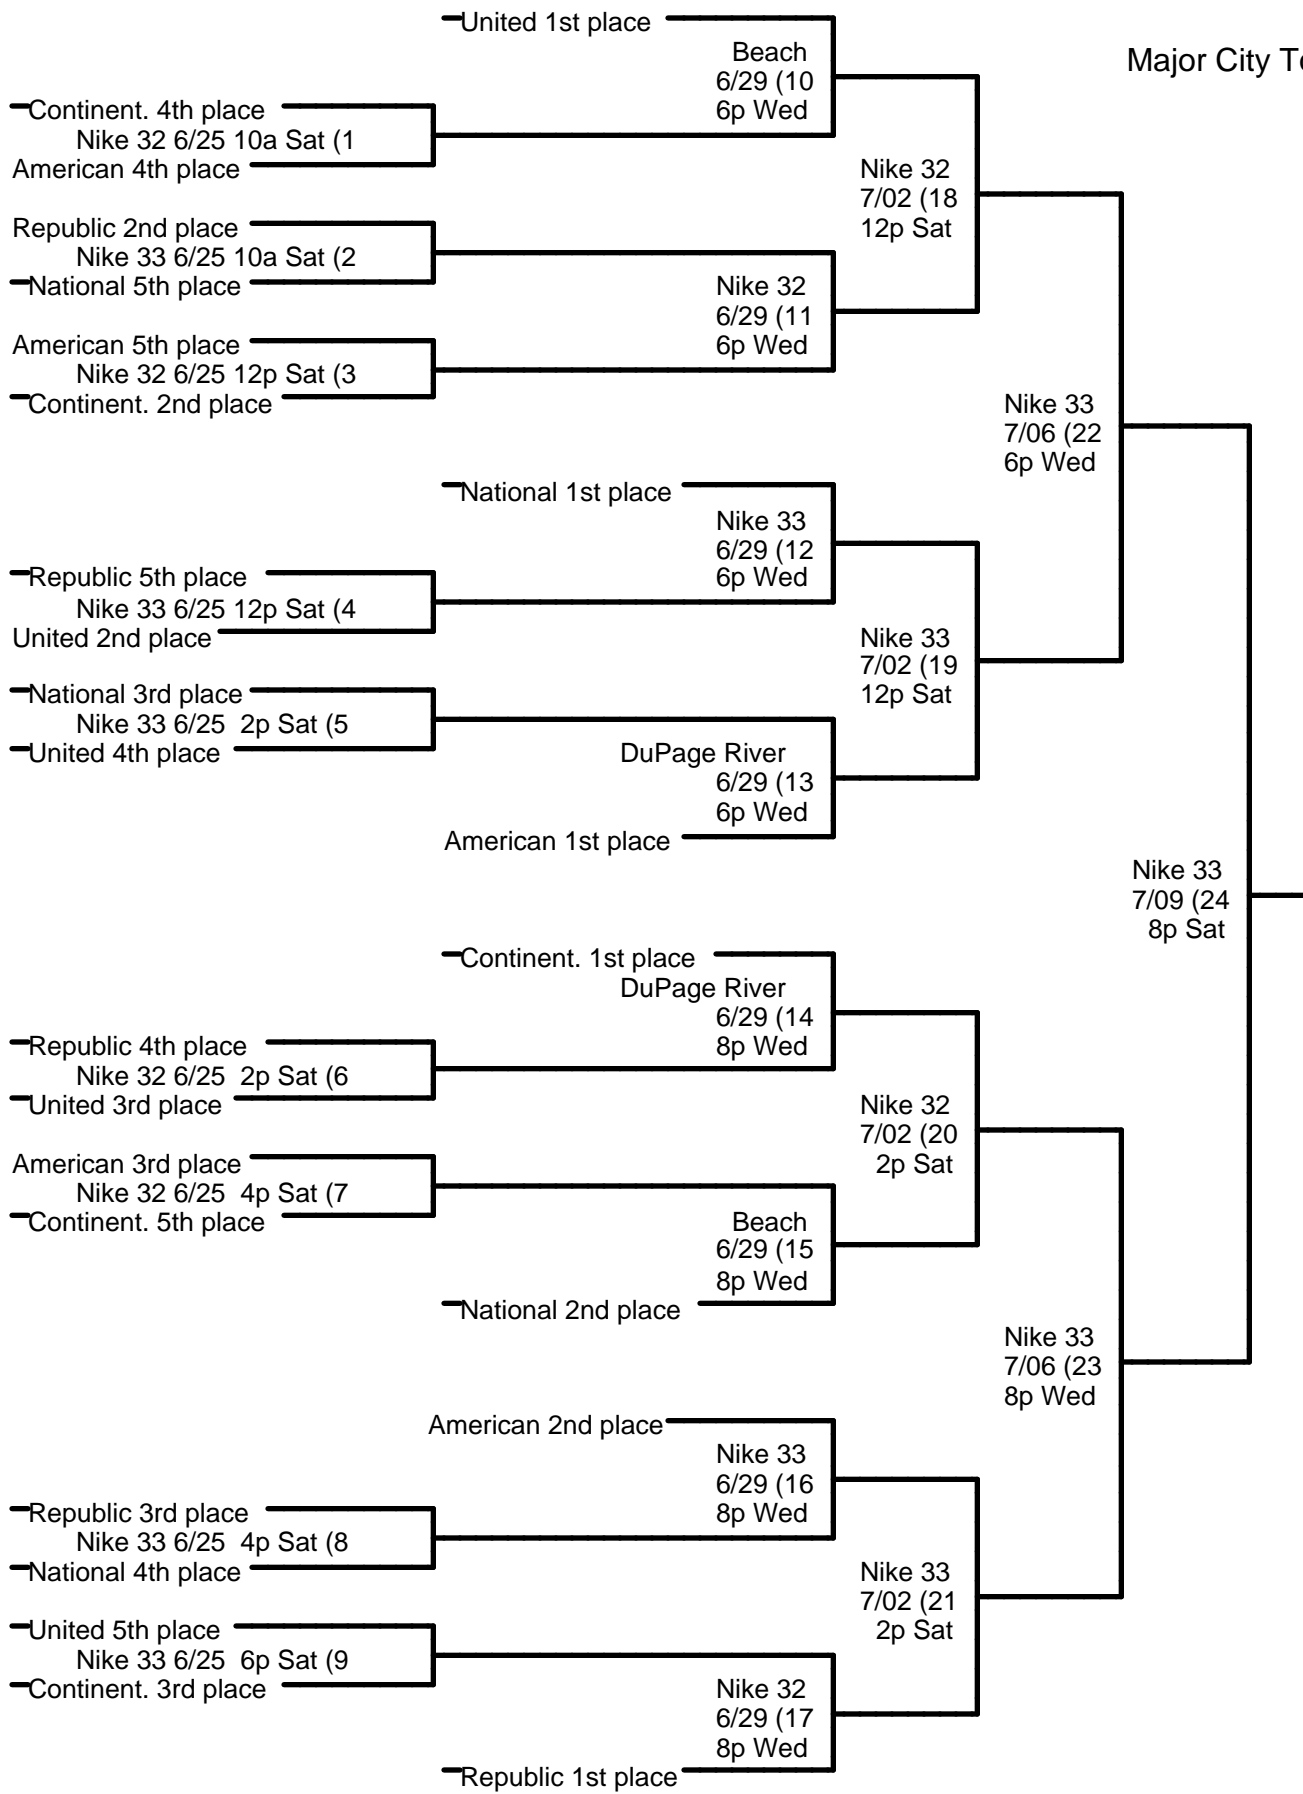 United 1st place
Beach
Major City T
6/29 (10
6p Wed
Continent. 4th place
Nike 32 6/25 10a Sat (1
American 4th place
Nike 32
7/02 (18
12p Sat
Republic 2nd place
Nike 33 6/25 10a Sat (2
National 5th place
Nike 32
6/29 (11
6p Wed
American 5th place
Nike 32 6/25 12p Sat (3
Continent. 2nd place
Nike 33
7/06 (22
6p Wed
National 1st place
Nike 33
6/29 (12
6p Wed
Republic 5th place
Nike 33 6/25 12p Sat (4
United 2nd place
Nike 33
7/02 (19
12p Sat
National 3rd place
Nike 33 6/25 2p Sat (5
United 4th place
DuPage River
6/29 (13
6p Wed
American 1st place
Nike 33
7/09 (24
8p Sat
Continent. 1st place
DuPage River
6/29 (14
8p Wed
Republic 4th place
Nike 32 6/25 2p Sat (6
United 3rd place
Nike 32
7/02 (20
2p Sat
American 3rd place
Nike 32 6/25 4p Sat (7
Continent. 5th place
Beach
6/29 (15
8p Wed
National 2nd place
Nike 33
7/06 (23
8p Wed
American 2nd place
Nike 33
6/29 (16
8p Wed
Republic 3rd place
Nike 33 6/25 4p Sat (8
National 4th place
Nike 33
7/02 (21
2p Sat
United 5th place
Nike 33 6/25 6p Sat (9
Continent. 3rd place
Nike 32
6/29 (17
8p Wed
Republic 1st place